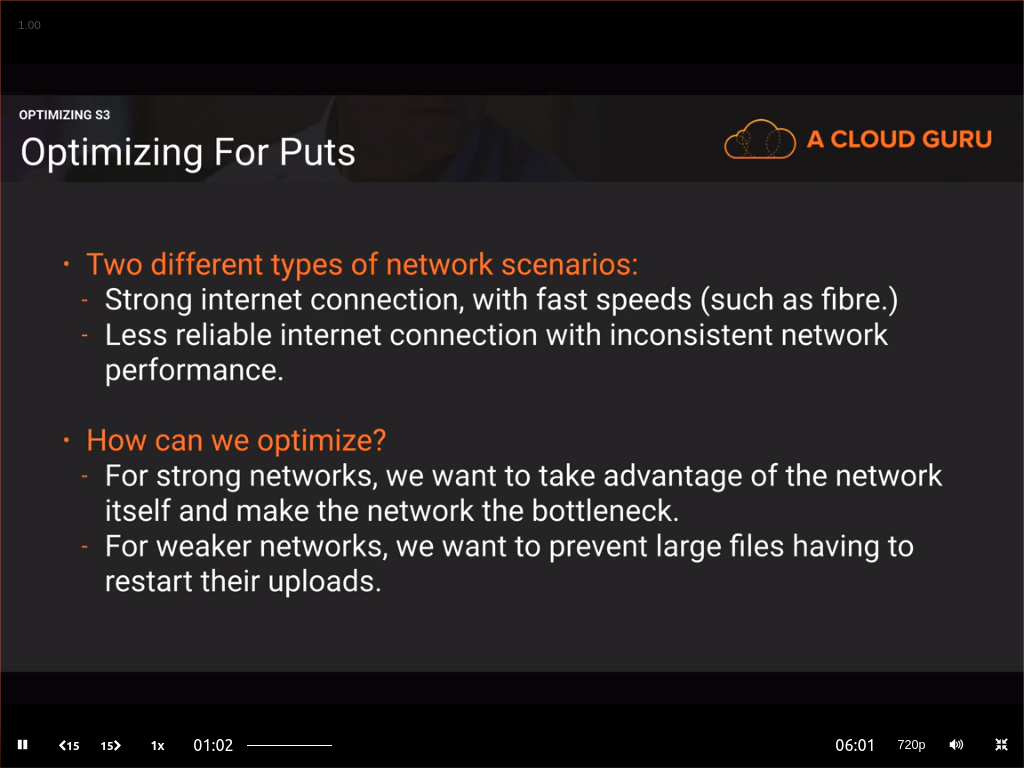 1.00
OPTIMIZING S3
Optimizing For Puts
A CLOUD GURU
• Two different types of network scenarios:
- Strong internet connection, with fast speeds (such as fibre.)
- Less reliable internet connection with inconsistent network
performance.
• How can we optimize?
- For strong networks, we want to take advantage of the network
itself and make the network the bottleneck.
- For weaker networks, we want to prevent large files having to
restart their uploads.
15 15 1x 01:02 06:01 720p